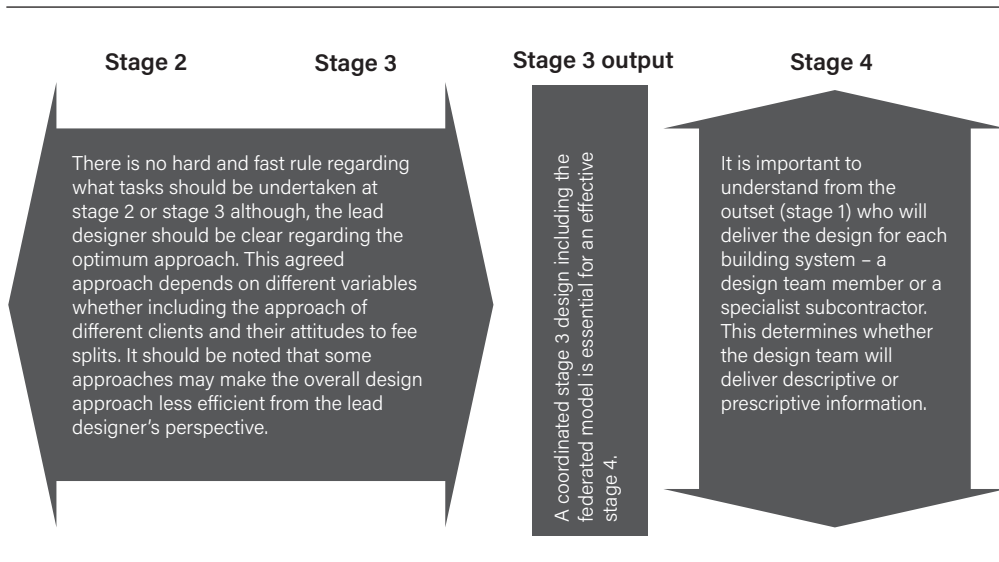 Stage 2
Stage 3
Stage 3 output
Stage 4
There is no hard and fast rule regarding
what tasks should be undertaken at
stage 2 or stage 3 although, the lead
designer should be clear regarding the
optimum approach. This agreed
approach depends on different variables
whether including the approach of
different clients and their attitudes to fee
splits. It should be noted that some
approaches may make the overall design
approach less efficient from the lead
designer’s perspective.
A coordinated stage 3 design including the
federated model is essential for an effective
stage 4.
It is important to
understand from the
outset (stage 1) who will
deliver the design for each
building system – a
design team member or a
specialist subcontractor.
This determines whether
the design team will
deliver descriptive or
prescriptive information.